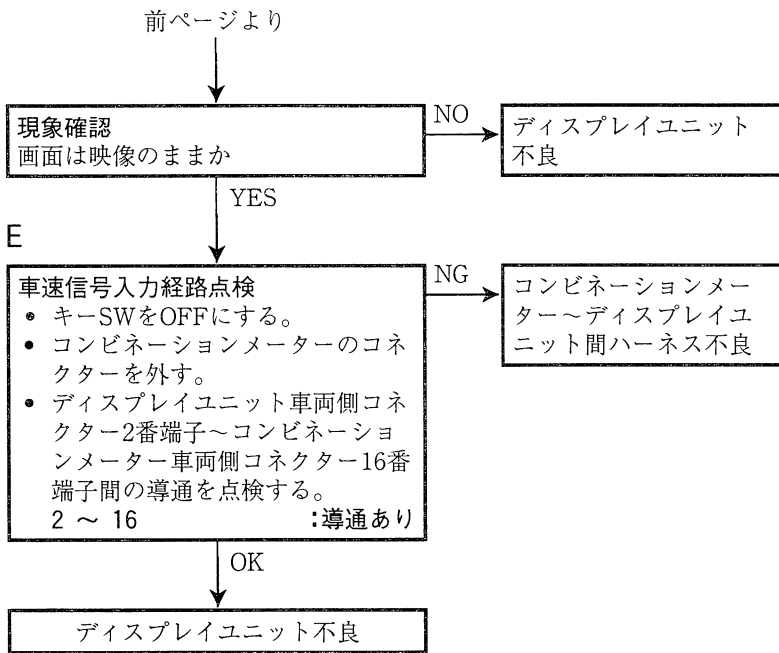 前ページより
現象確認
画面は映像のままか
NO
ディスプレイユニット
不良
YES
E
車速信号入力経路点検
● キーSWをOFFにする。
● コンビネーションメーターのコネ
クターを外す。
● ディスプレイユニット車両側コネ
クター2番端子～コンビネーショ
ンメーター車両側コネクター16番
端子間の導通を点検する。
2 ～ 16 :導通あり
NG
コンビネーションメー
ター～ディスプレイユ
ニット間ハーネス不良
OK
ディスプレイユニット不良